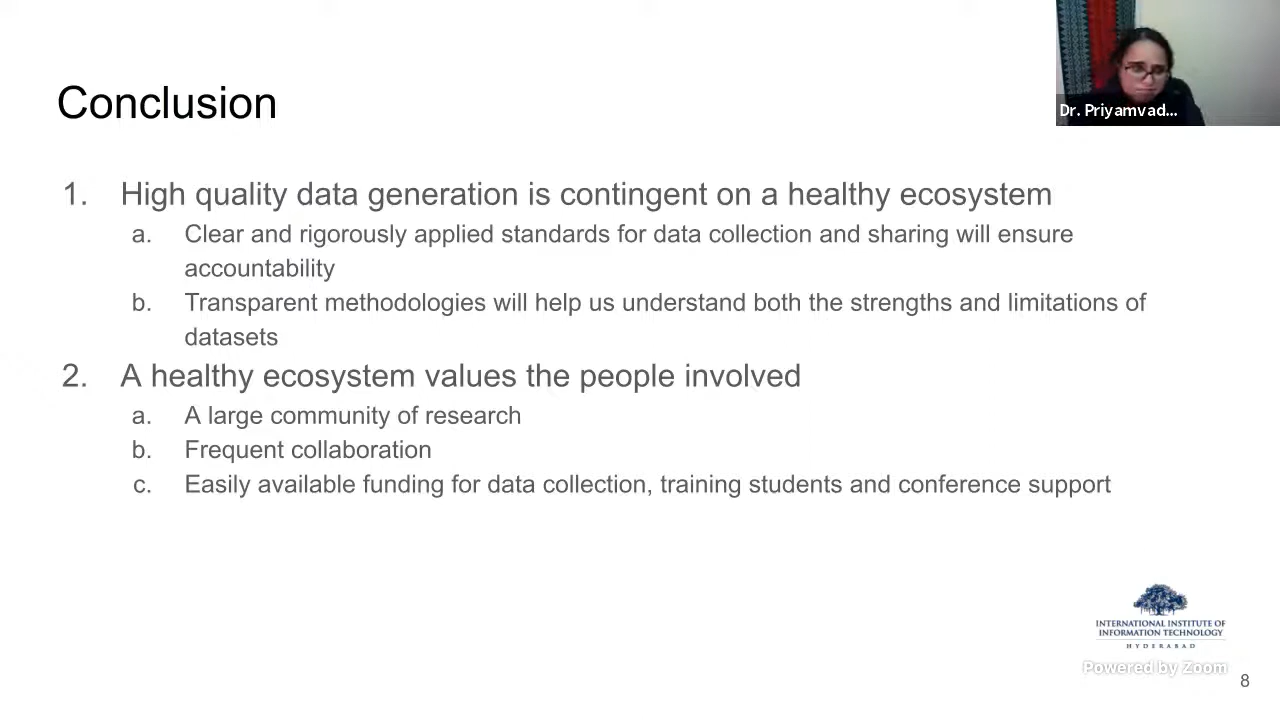 Conclusion
Dr. Priyamvad...
1. High quality data generation is contingent on a healthy ecosystem
a. Clear and rigorously applied standards for data collection and sharing will ensure
accountability
b. Transparent methodologies will help us understand both the strengths and limitations of
datasets
2. A healthy ecosystem values the people involved
a. A large community of research
b. Frequent collaboration
c. Easily available funding for data collection, training students and conference support
INTERNATIONAL INSTITUTE OF
INFORMATION TECHNOLOGY
HYDERABAD
Powered by Zoom
8